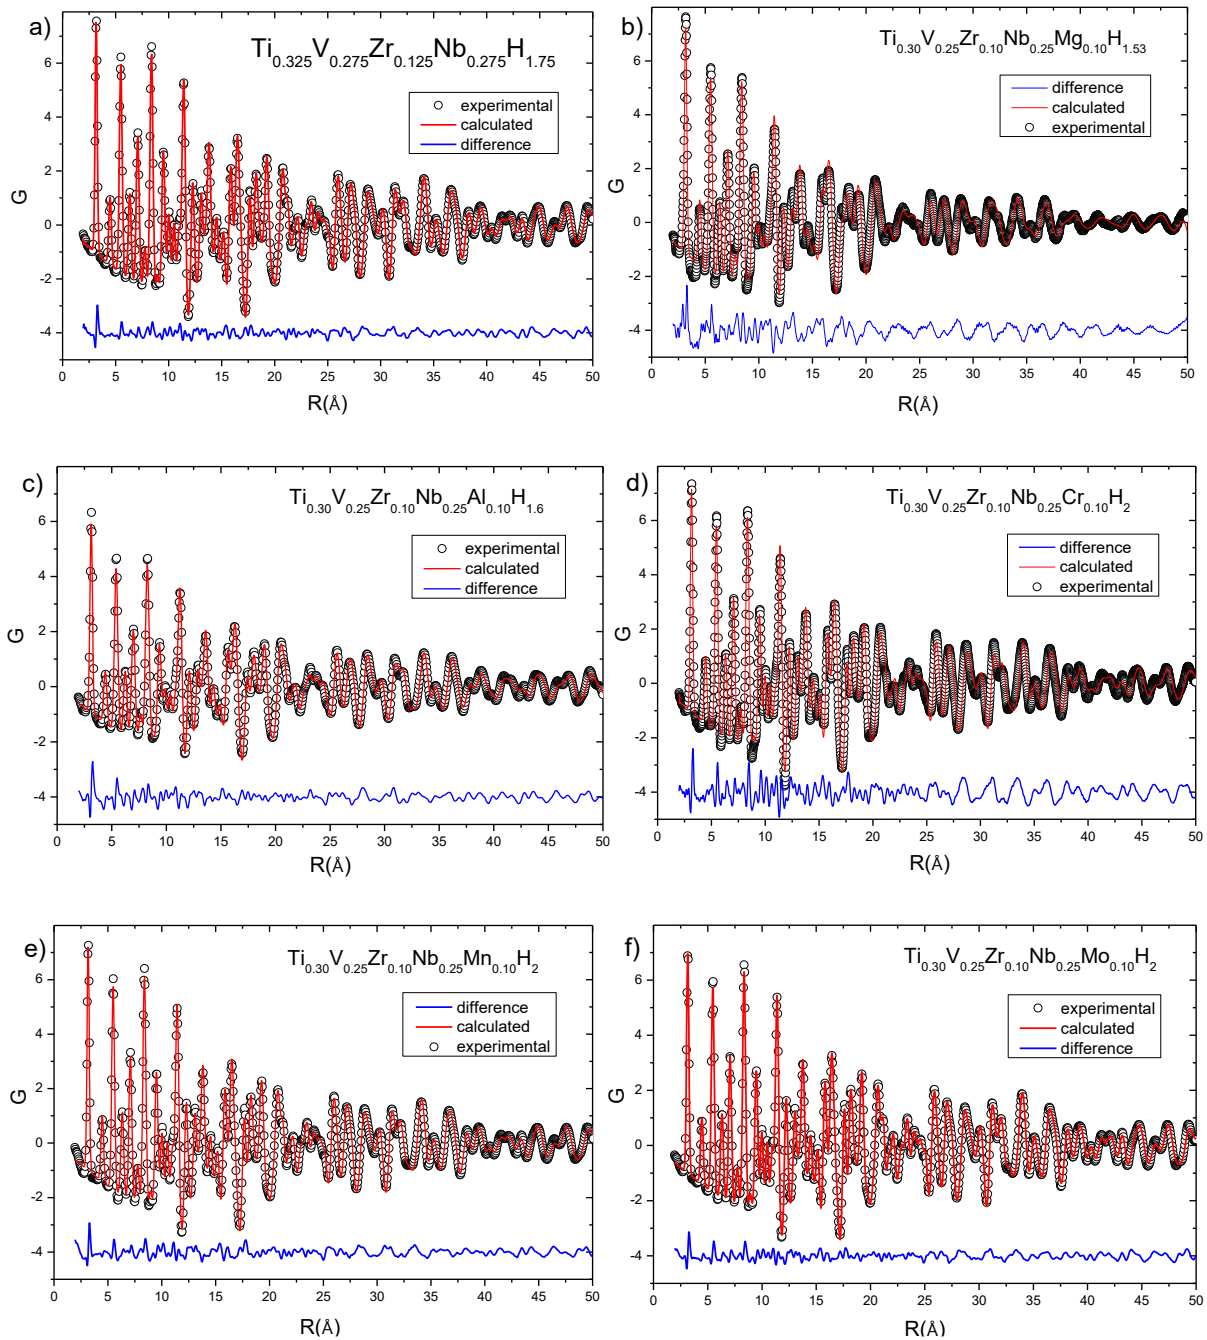 a)
Ti0.325V0.275Zr0.125Nb0.275H1.75
experimental
calculated
difference
G
6
4
2
0
-2
-4
0 5 10 15 20 25 30 35 40 45 50
R(Å)
b)
Ti0.30V0.25Zr0.10Nb0.25Mg0.10H1.53
difference
calculated
experimental
G
8
6
4
2
0
-2
-4
0 5 10 15 20 25 30 35 40 45 50
R(Å)
c)
Ti0.30V0.25Zr0.10Nb0.25Al0.10H1.6
experimental
calculated
difference
G
6
4
2
0
-2
-4
0 5 10 15 20 25 30 35 40 45 50
R(Å)
d)
Ti0.30V0.25Zr0.10Nb0.25Cr0.10H2
difference
calculated
experimental
G
6
4
2
0
-2
-4
0 5 10 15 20 25 30 35 40 45 50
R(Å)
e)
Ti0.30V0.25Zr0.10Nb0.25Mn0.10H2
difference
calculated
experimental
G
6
4
2
0
-2
-4
0 5 10 15 20 25 30 35 40 45 50
R(Å)
f)
Ti0.30V0.25Zr0.10Nb0.25Mo0.10H2
experimental
calculated
difference
G
6
4
2
0
-2
-4
0 5 10 15 20 25 30 35 40 45 50
R(Å)